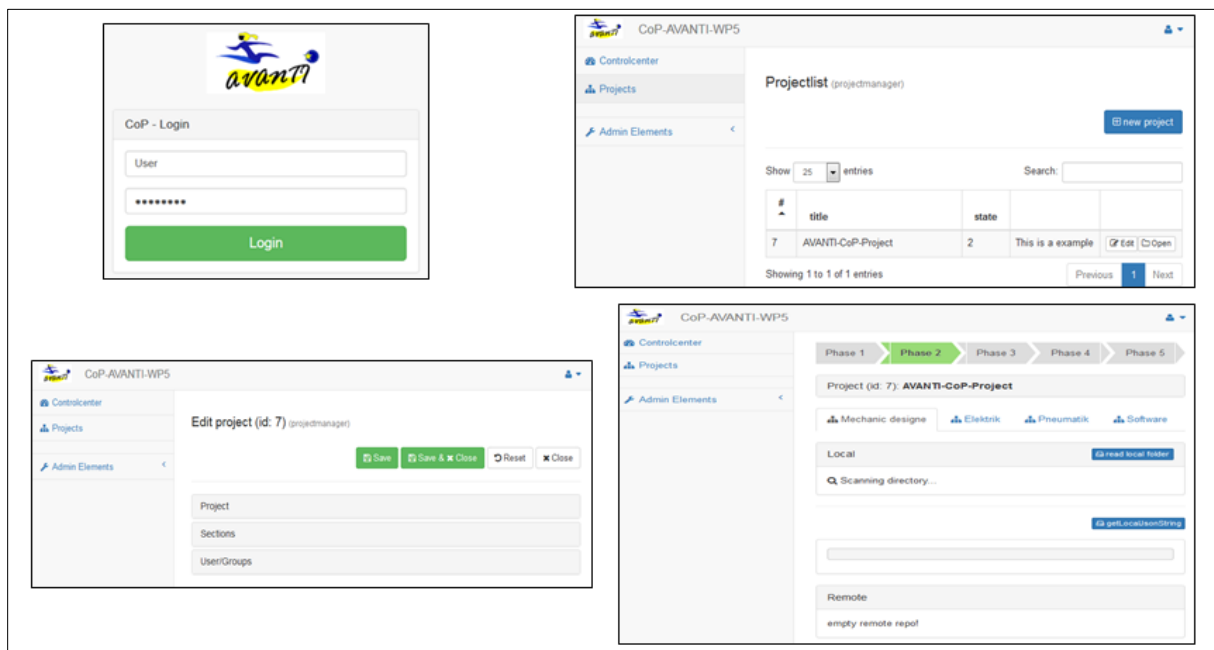 avanti
CoP - Login
User
••••••••
Login
avanti CoP-AVANTI-WP5
Controlcenter
Projects
Admin Elements
Projectlist (projectmanager)
new project
Show 25 entries Search:
# title state
7 AVANTI-CoP-Project 2 This is a example Edit Open
Showing 1 to 1 of 1 entries Previous 1 Next
avanti CoP-AVANTI-WP5
Controlcenter
Projects
Admin Elements
Edit project (id: 7) (projectmanager)
Save Save & Close Reset Close
Project
Sections
User/Groups
avanti CoP-AVANTI-WP5
Controlcenter
Projects
Admin Elements
Phase 1 Phase 2 Phase 3 Phase 4 Phase 5
Project (id: 7): AVANTI-CoP-Project
Mechanic designe Elektrik Pneumatik Software
Local read local folder
Scanning directory...
getLocalJsonString
Remote
empty remote repo!